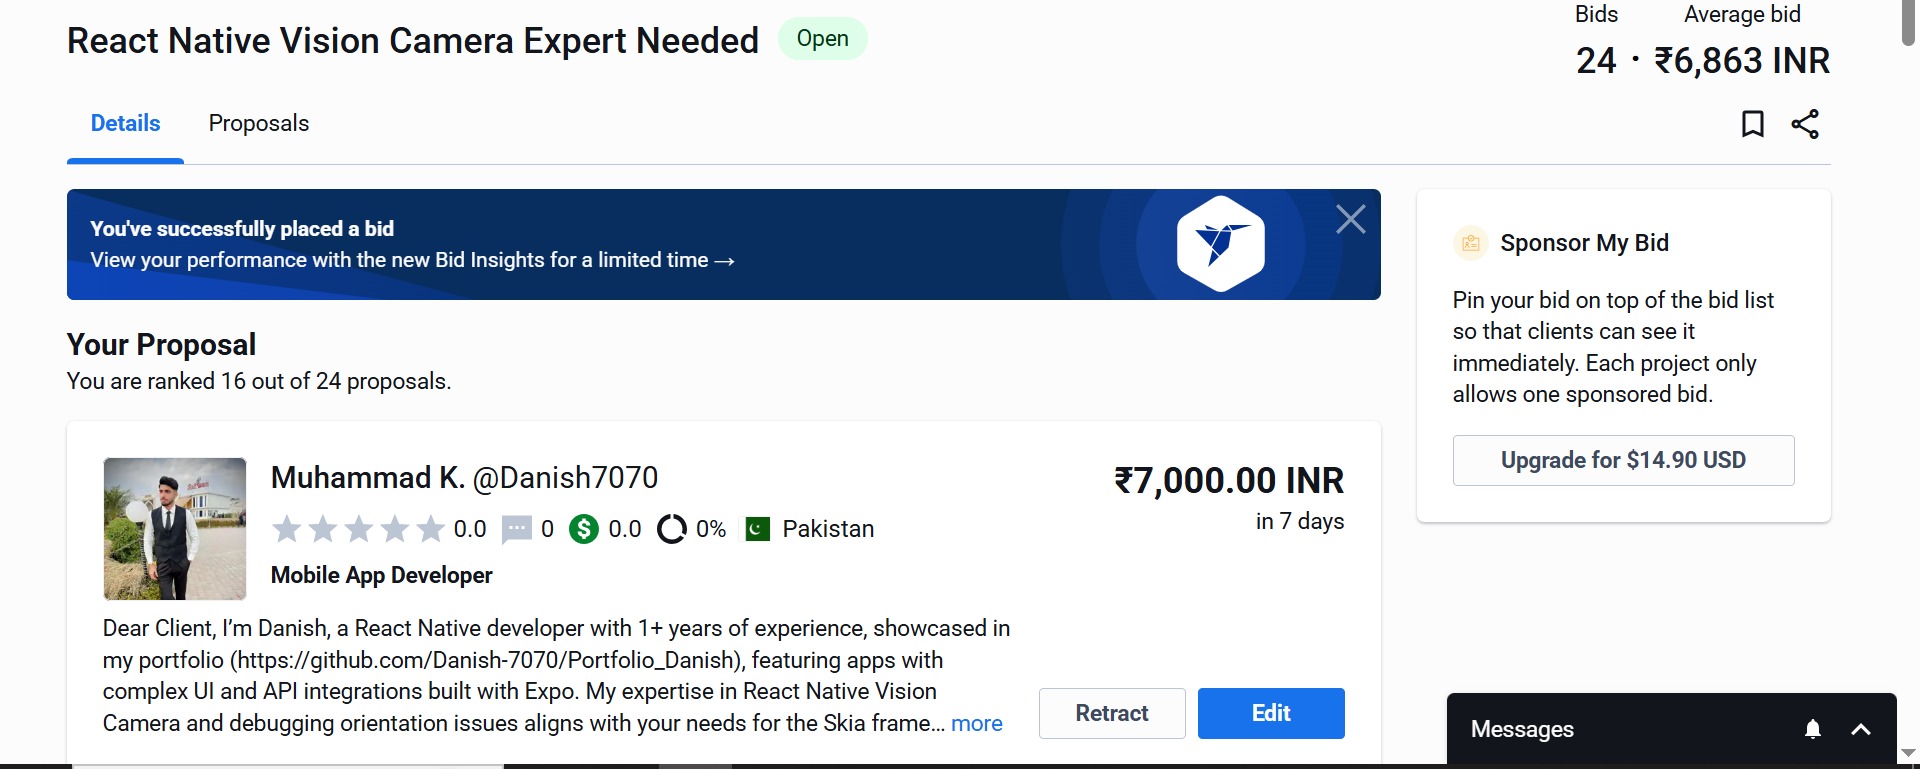 React Native Vision Camera Expert Needed
Open
Bids
Average bid
24 · ₹6,863 INR
Details
Proposals
You've successfully placed a bid
View your performance with the new Bid Insights for a limited time →
Sponsor My Bid
Pin your bid on top of the bid list
so that clients can see it
immediately. Each project only
allows one sponsored bid.
Upgrade for $14.90 USD
Your Proposal
You are ranked 16 out of 24 proposals.
Muhammad K. @Danish7070
₹7,000.00 INR
in 7 days
0.0 0 0.0 0% Pakistan
Mobile App Developer
Dear Client, I’m Danish, a React Native developer with 1+ years of experience, showcased in
my portfolio (https://github.com/Danish-7070/Portfolio_Danish), featuring apps with
complex UI and API integrations built with Expo. My expertise in React Native Vision
Camera and debugging orientation issues aligns with your needs for the Skia frame... more
Retract
Edit
Messages